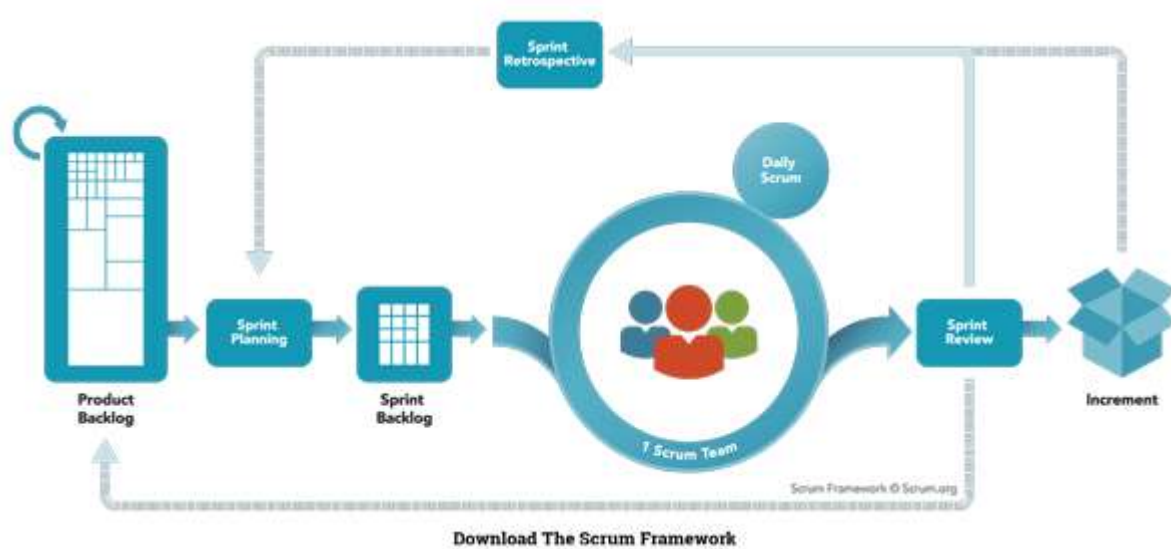 Sprint
Retrospective
Daily
Scrum
Sprint
Planning
Sprint
Review
Product
Backlog
Sprint
Backlog
Increment
1 Scrum Team
Scrum Framework © Scrum.org
Download The Scrum Framework